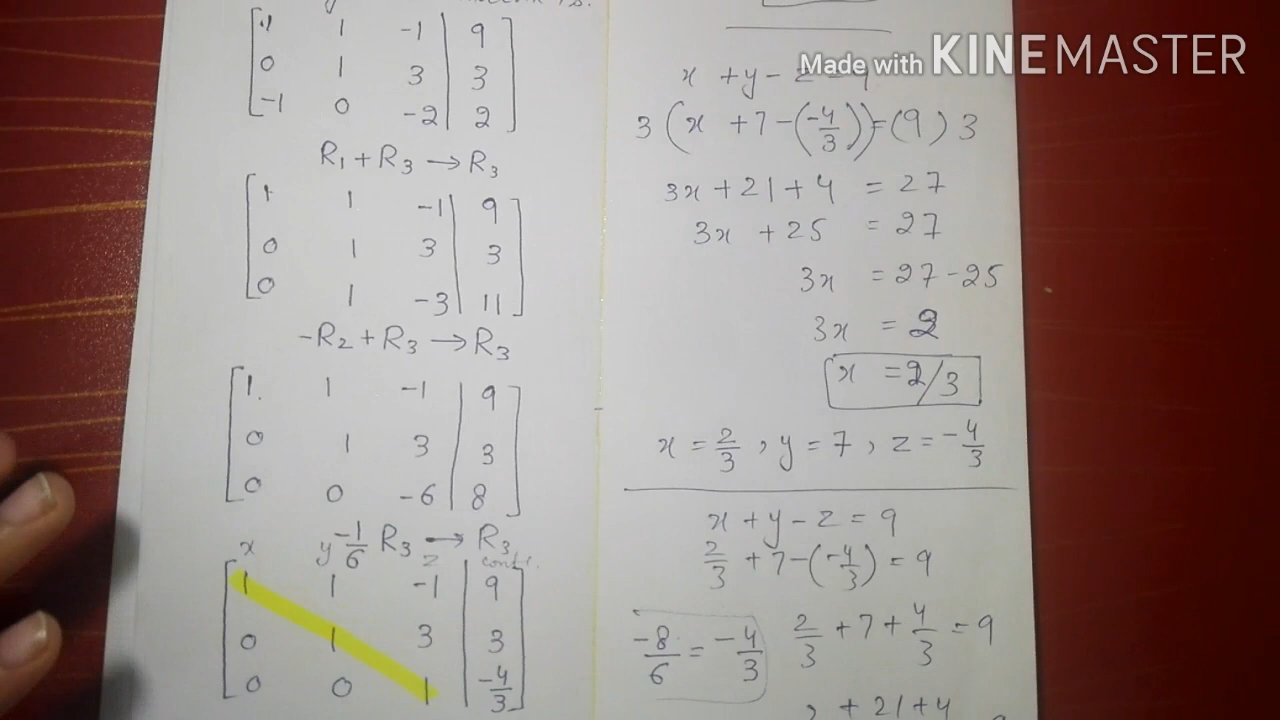 1 1 -1 | 9
0 1 3 | 3
-1 0 -2 | 2
R₁ + R₃ → R₃
1 1 -1 | 9
0 1 3 | 3
0 1 -3 | 11
-R₂ + R₃ → R₃
1 1 -1 | 9
0 1 3 | 3
0 0 -6 | 8
-1/6 R₃ → R₃
x y z
1 1 -1 | 9
0 1 3 | 3
0 0 1 | -4/3
Made with KINEMASTER
x + y - z = 9
3(x + 7 - (-4/3)) = (9)3
3x + 21 + 4 = 27
3x + 25 = 27
3x = 27 - 25
3x = 2
x = 2/3
x = 2/3, y = 7, z = -4/3
x + y - z = 9
2/3 + 7 - (-4/3) = 9
-8/6 = -4/3
2/3 + 7 + 4/3 = 9
+ 21 + 4